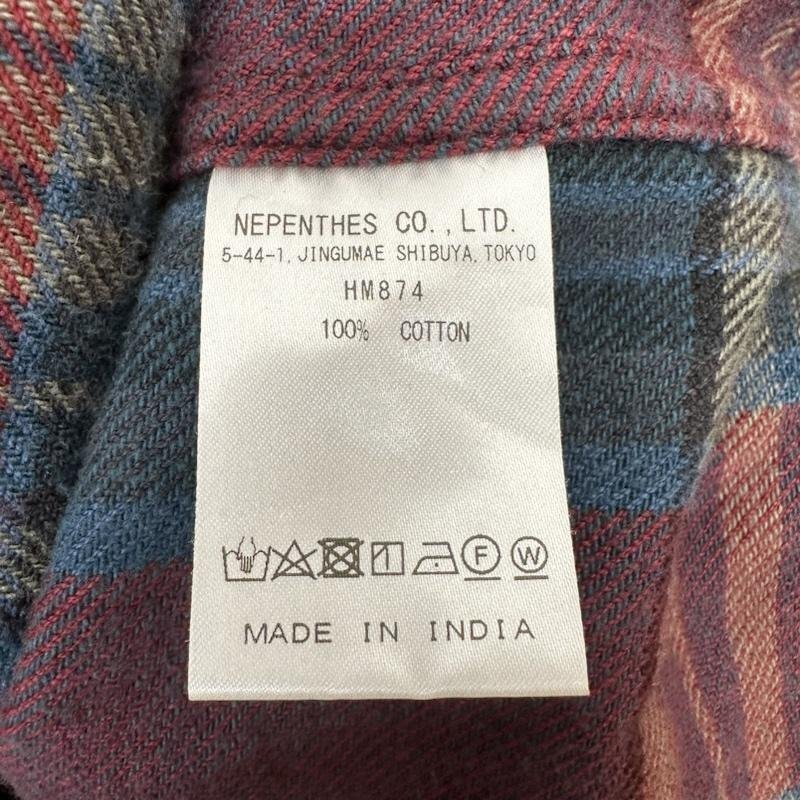 NEPENTHES CO., LTD.
5-44-1, JINGUMAE SHIBUYA, TOKYO
HM874
100% COTTON
F W
MADE IN INDIA